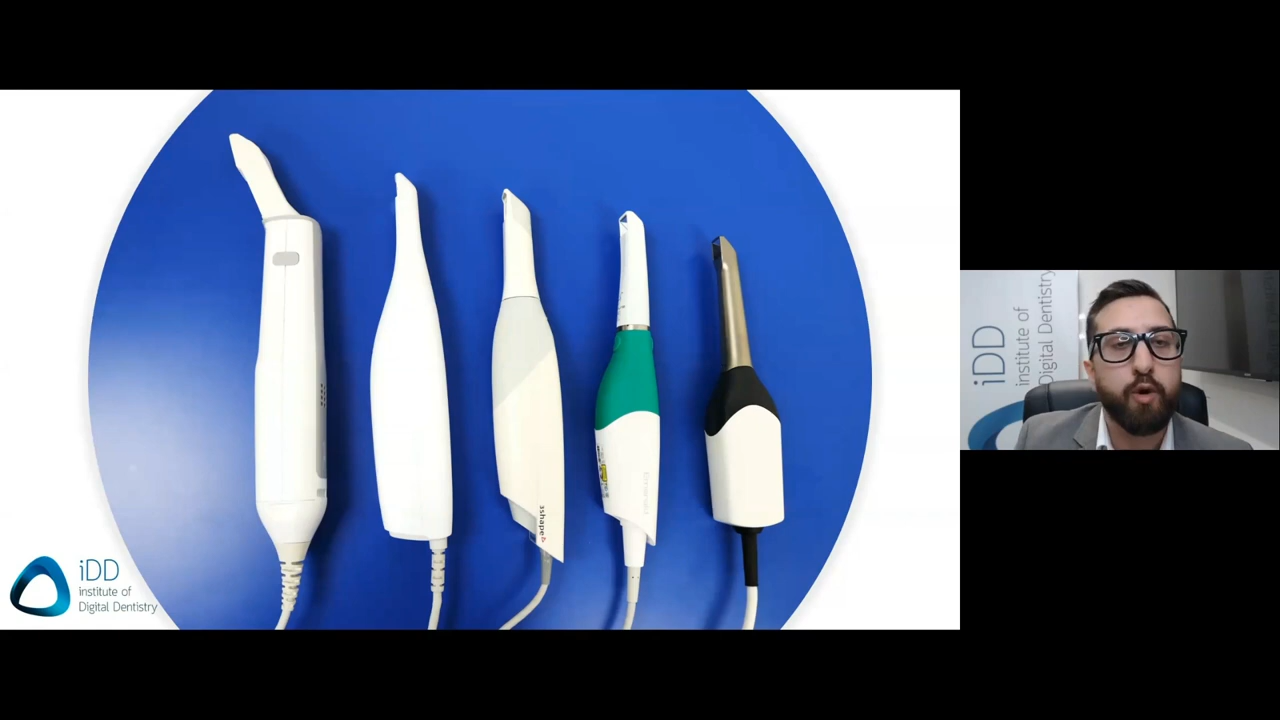 3shape
iDD
institute of
Digital Dentistry
iDD
institute of
Digital Dentistry